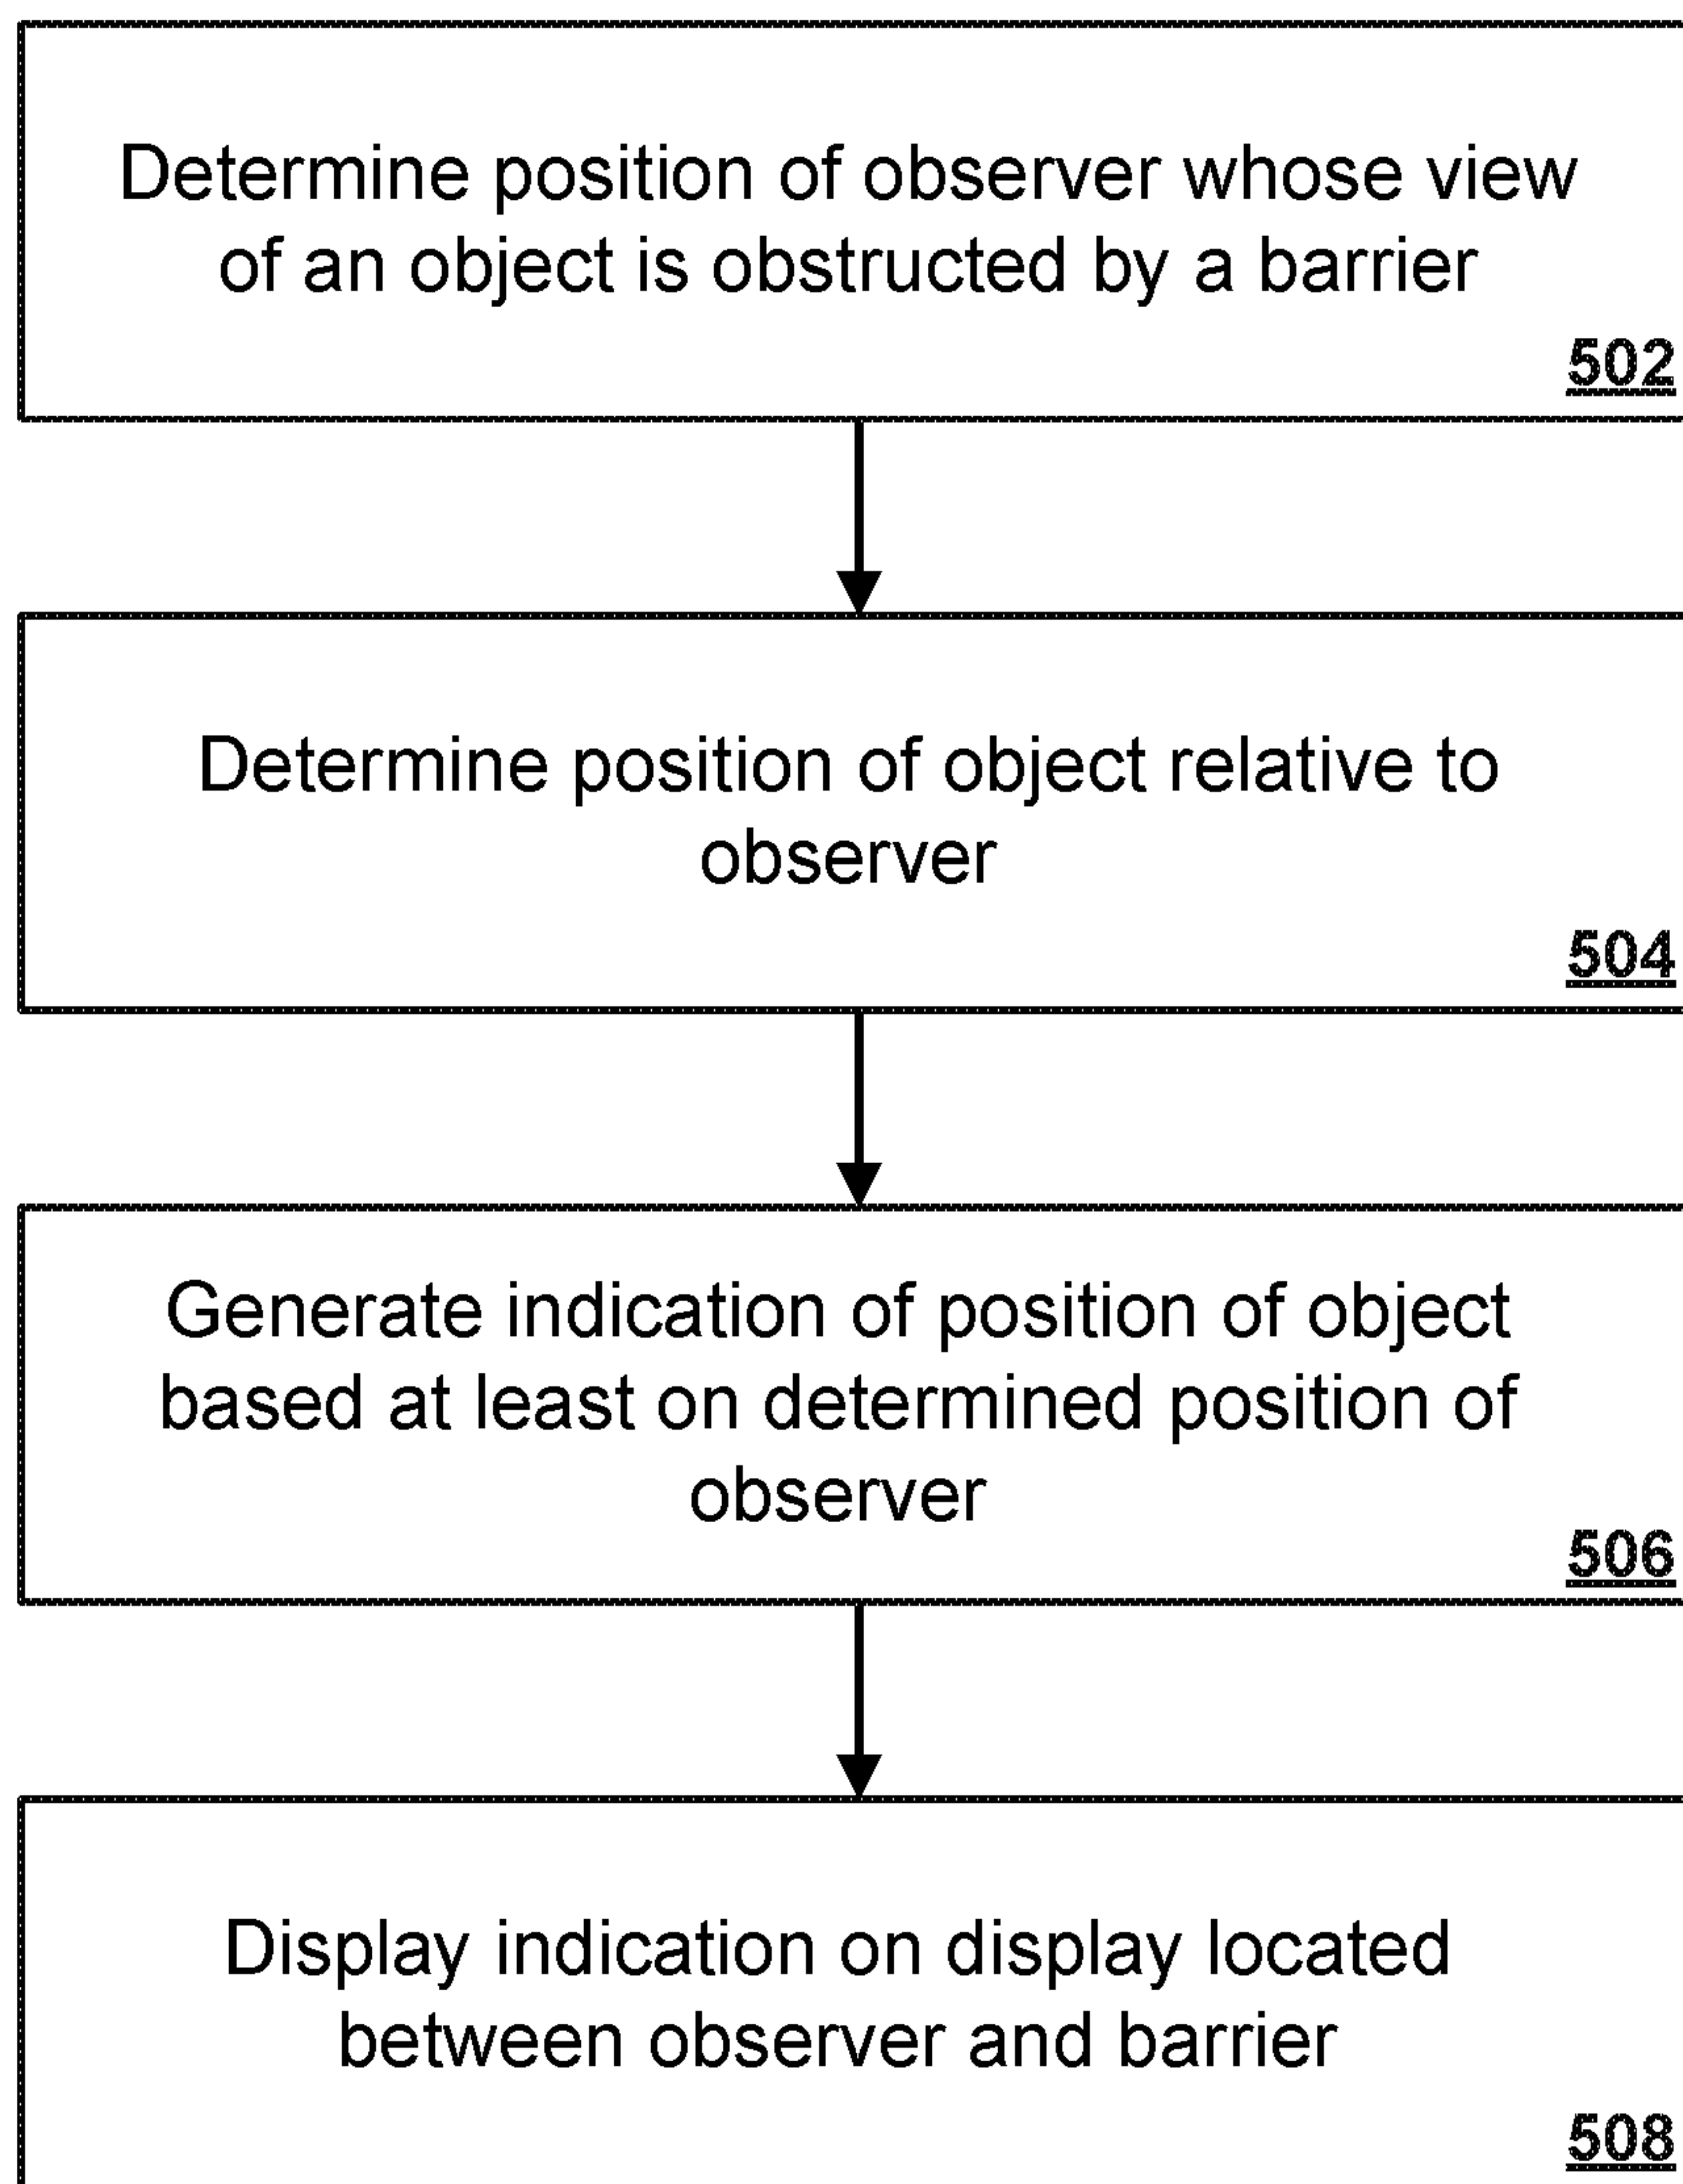 Determine position of observer whose view
of an object is obstructed by a barrier
502
Determine position of object relative to
observer
504
Generate indication of position of object
based at least on determined position of
observer
506
Display indication on display located
between observer and barrier
508